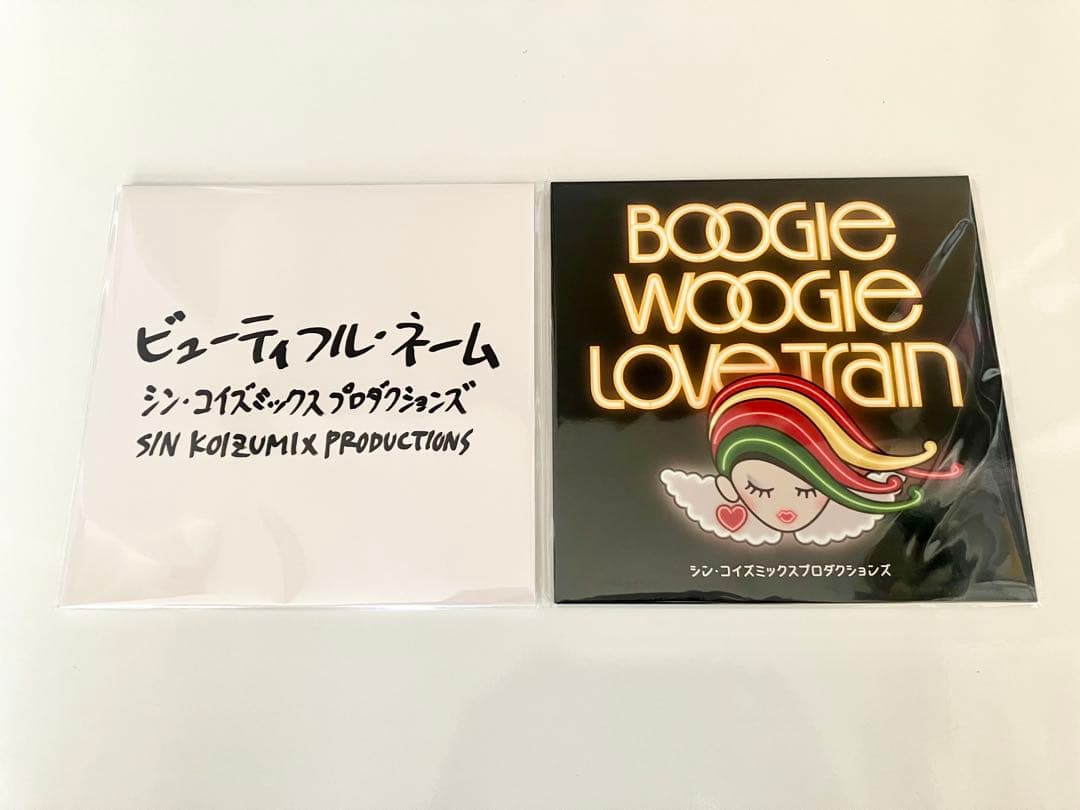 ビューティフル・ネーム
シン・コイズミックスプロダクションズ
SIN KOIZUMIX PRODUCTIONS
BOOGIE
WOOGIE
LOVE TRAIN
シン・コイズミックスプロダクションズ